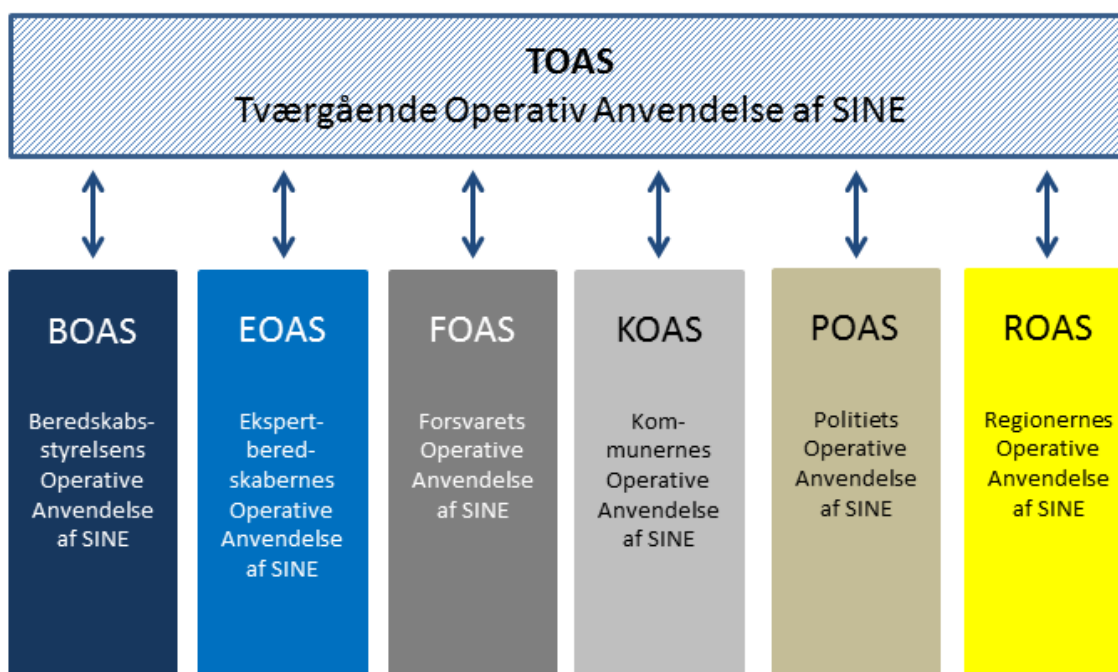 TOAS
Tværgående Operativ Anvendelse af SINE
BOAS
Beredskabs-
styrelsens
Operative
Anvendelse
af SINE
EOAS
Ekspert-
bered-
skabernes
Operative
Anvendelse
af SINE
FOAS
Forsvarets
Operative
Anvendelse
af SINE
KOAS
Kom-
munernes
Operative
Anvendelse
af SINE
POAS
Politiets
Operative
Anvendelse
af SINE
ROAS
Regionernes
Operative
Anvendelse
af SINE